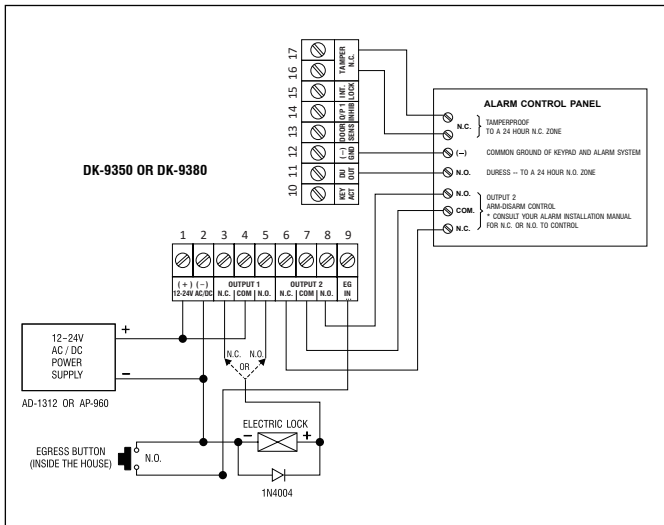 17
16
15
14
13
12
11
10
TAMPER
N.C.
INT.
LOCK
O/P 1
INHIB
DOOR
SENS
(–)
GND
DU
OUT
KEY
ACT
ALARM CONTROL PANEL
N.C.
TAMPERPROOF
TO A 24 HOUR N.C. ZONE
(–) COMMON GROUND OF KEYPAD AND ALARM SYSTEM
N.O. DURESS -- TO A 24 HOUR N.O. ZONE
N.O.
COM.
N.C.
OUTPUT 2
ARM-DISARM CONTROL
* CONSULT YOUR ALARM INSTALLATION MANUAL
FOR N.C. OR N.O. TO CONTROL
DK-9350 OR DK-9380
1 2 3 4 5 6 7 8 9
(+) (–) OUTPUT 1 OUTPUT 2 EG
12-24V AC/DC N.C. COM N.O. N.C. COM N.O. IN
12–24V
AC / DC
POWER
SUPPLY
+
–
AD-1312 OR AP-960
N.C. N.O.
OR
EGRESS BUTTON
(INSIDE THE HOUSE)
N.O.
ELECTRIC LOCK
– +
1N4004